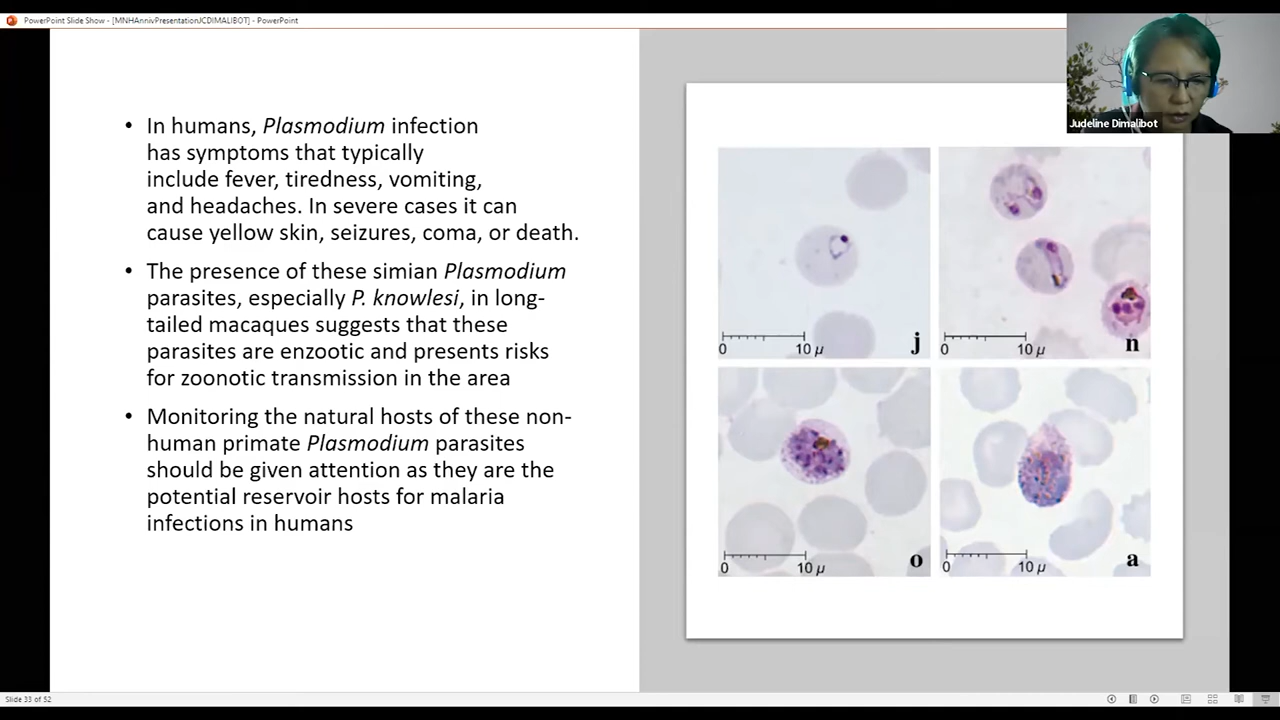 PowerPoint Slide Show - [MNHAnnivPresentationJCDIMALIBOT] - PowerPoint
Judeline Dimalibot
• In humans, Plasmodium infection
has symptoms that typically
include fever, tiredness, vomiting,
and headaches. In severe cases it can
cause yellow skin, seizures, coma, or death.
• The presence of these simian Plasmodium
parasites, especially P. knowlesi, in long-
tailed macaques suggests that these
parasites are enzootic and presents risks
for zoonotic transmission in the area
• Monitoring the natural hosts of these non-
human primate Plasmodium parasites
should be given attention as they are the
potential reservoir hosts for malaria
infections in humans
0 10 µ j
0 10 µ n
0 10 µ o
0 10 µ a
Slide 33 of 52